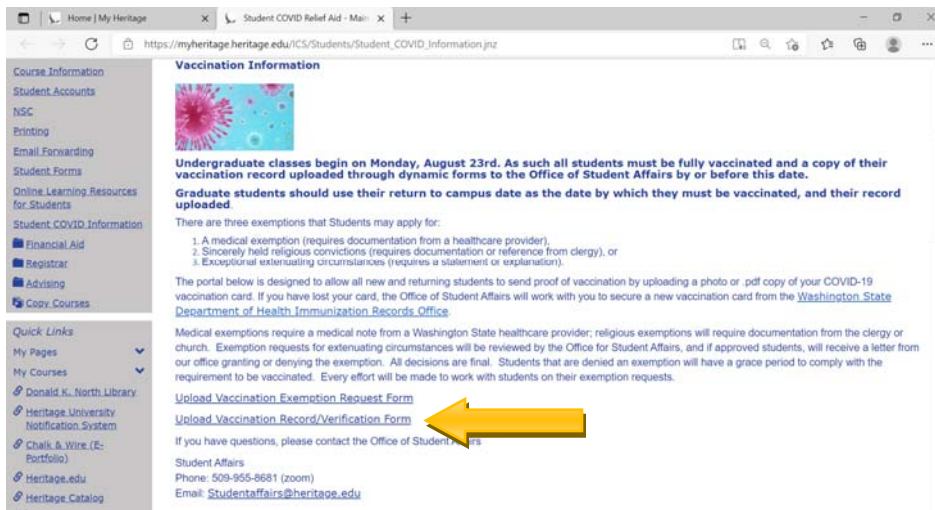 Home | My Heritage
Student COVID Relief Aid - Main
https://myheritage.heritage.edu/ICS/Students/Student_COVID_Information.jnz
Course Information
Student Accounts
NSC
Printing
Email Forwarding
Student Forms
Online Learning Resources
for Students
Student COVID Information
Financial Aid
Registrar
Advising
Copy Courses
Quick Links
My Pages
My Courses
Donald K. North Library
Heritage University
Notification System
Chalk & Wire (E-
Portfolio)
Heritage.edu
Heritage Catalog
Vaccination Information
Undergraduate classes begin on Monday, August 23rd. As such all students must be fully vaccinated and a copy of their
vaccination record uploaded through dynamic forms to the Office of Student Affairs by or before this date.
Graduate students should use their return to campus date as the date by which they must be vaccinated, and their record
uploaded.
There are three exemptions that Students may apply for:
1. A medical exemption (requires documentation from a healthcare provider),
2. Sincerely held religious convictions (requires documentation or reference from clergy), or
3. Exceptional extenuating circumstances (requires a statement or explanation).
The portal below is designed to allow all new and returning students to send proof of vaccination by uploading a photo or .pdf copy of your COVID-19
vaccination card. If you have lost your card, the Office of Student Affairs will work with you to secure a new vaccination card from the Washington State
Department of Health Immunization Records Office.
Medical exemptions require a medical note from a Washington State healthcare provider; religious exemptions will require documentation from the clergy or
church. Exemption requests for extenuating circumstances will be reviewed by the Office for Student Affairs, and if approved students, will receive a letter from
our office granting or denying the exemption. All decisions are final. Students that are denied an exemption will have a grace period to comply with the
requirement to be vaccinated. Every effort will be made to work with students on their exemption requests.
Upload Vaccination Exemption Request Form
Upload Vaccination Record/Verification Form
If you have questions, please contact the Office of Student Affairs
Student Affairs
Phone: 509-955-8681 (zoom)
Email: Studentaffairs@heritage.edu